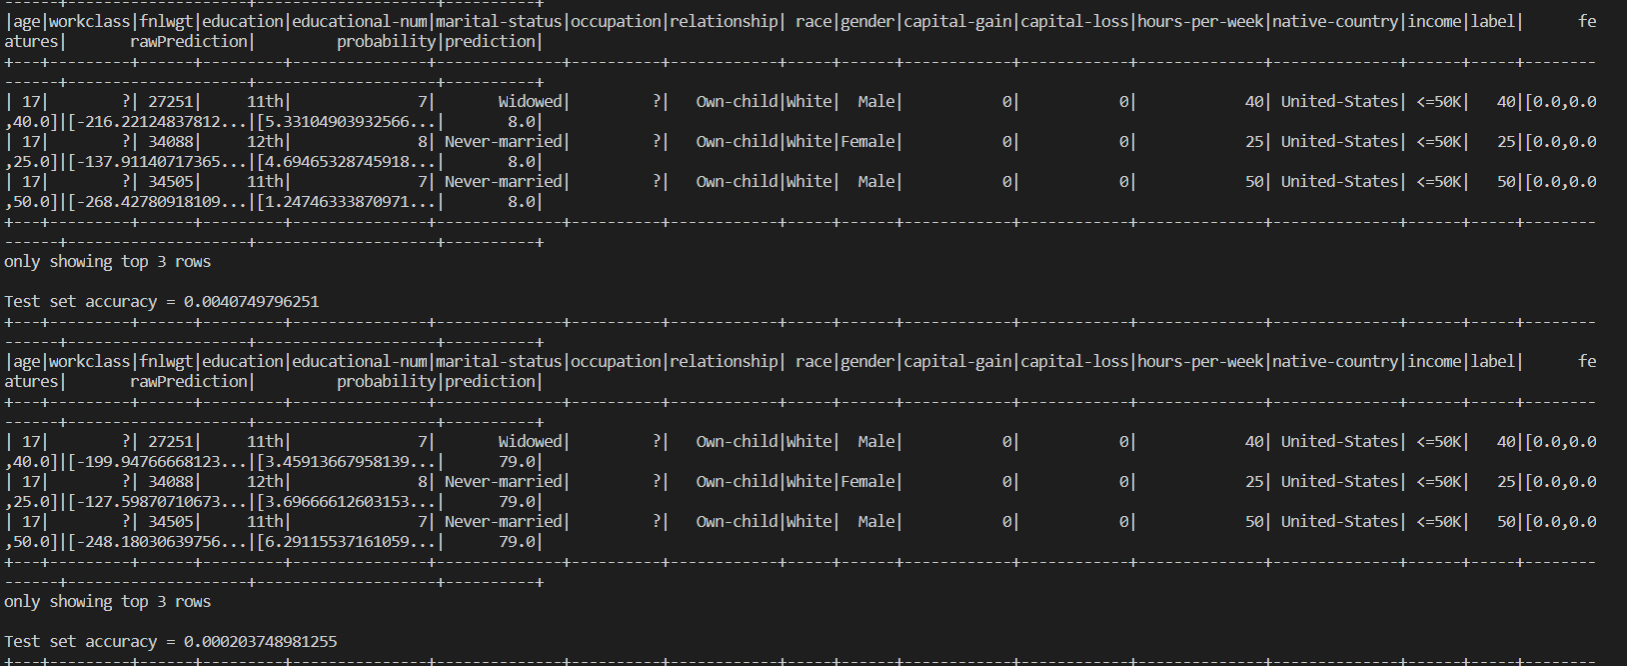 +---+---------+------+---------+---------------+--------------+----------+------------+-----+------+------------+------------+--------------+--------------+------+-----+--------
------+--------------------+--------------------+----------+
|age|workclass|fnlwgt|education|educational-num|marital-status|occupation|relationship| race|gender|capital-gain|capital-loss|hours-per-week|native-country|income|label|      fe
atures|       rawPrediction|         probability|prediction|
+---+---------+------+---------+---------------+--------------+----------+------------+-----+------+------------+------------+--------------+--------------+------+-----+--------
------+--------------------+--------------------+----------+
| 17|        ?| 27251|     11th|              7|       Widowed|         ?|   Own-child|White|  Male|           0|           0|            40| United-States| <=50K|   40|[0.0,0.0
,40.0]|[-216.22124837812...|[5.33104903932566...|       8.0|
| 17|        ?| 34088|     12th|              8| Never-married|         ?|   Own-child|White|Female|           0|           0|            25| United-States| <=50K|   25|[0.0,0.0
,25.0]|[-137.91140717365...|[4.69465328745918...|       8.0|
| 17|        ?| 34505|     11th|              7| Never-married|         ?|   Own-child|White|  Male|           0|           0|            50| United-States| <=50K|   50|[0.0,0.0
,50.0]|[-268.42780918109...|[1.24746333870971...|       8.0|
+---+---------+------+---------+---------------+--------------+----------+------------+-----+------+------------+------------+--------------+--------------+------+-----+--------
------+--------------------+--------------------+----------+
only showing top 3 rows
Test set accuracy = 0.0040749796251
+---+---------+------+---------+---------------+--------------+----------+------------+-----+------+------------+------------+--------------+--------------+------+-----+--------
------+--------------------+--------------------+----------+
|age|workclass|fnlwgt|education|educational-num|marital-status|occupation|relationship| race|gender|capital-gain|capital-loss|hours-per-week|native-country|income|label|      fe
atures|       rawPrediction|         probability|prediction|
+---+---------+------+---------+---------------+--------------+----------+------------+-----+------+------------+------------+--------------+--------------+------+-----+--------
------+--------------------+--------------------+----------+
| 17|        ?| 27251|     11th|              7|       Widowed|         ?|   Own-child|White|  Male|           0|           0|            40| United-States| <=50K|   40|[0.0,0.0
,40.0]|[-199.94766668123...|[3.45913667958139...|      79.0|
| 17|        ?| 34088|     12th|              8| Never-married|         ?|   Own-child|White|Female|           0|           0|            25| United-States| <=50K|   25|[0.0,0.0
,25.0]|[-127.59870710673...|[3.69666612603153...|      79.0|
| 17|        ?| 34505|     11th|              7| Never-married|         ?|   Own-child|White|  Male|           0|           0|            50| United-States| <=50K|   50|[0.0,0.0
,50.0]|[-248.18030639756...|[6.29115537161059...|      79.0|
+---+---------+------+---------+---------------+--------------+----------+------------+-----+------+------------+------------+--------------+--------------+------+-----+--------
------+--------------------+--------------------+----------+
only showing top 3 rows
Test set accuracy = 0.000203748981255
+---+---------+------+---------+---------------+--------------+----------+------------+-----+------+------------+------------+--------------+--------------+------+-----+--------